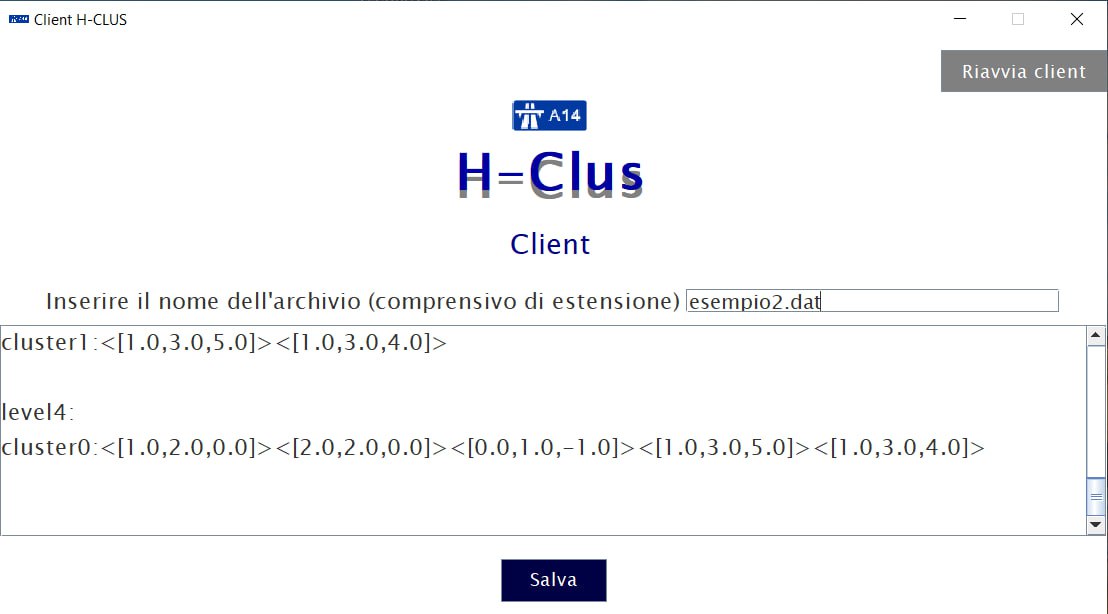 Client H-CLUS
Riavvia client
A14
H-Clus
Client
Inserire il nome dell'archivio (comprensivo di estensione) esempio2.dat
cluster1:<[1.0,3.0,5.0]><[1.0,3.0,4.0]>
level4:
cluster0:<[1.0,2.0,0.0]><[2.0,2.0,0.0]><[0.0,1.0,-1.0]><[1.0,3.0,5.0]><[1.0,3.0,4.0]>
Salva